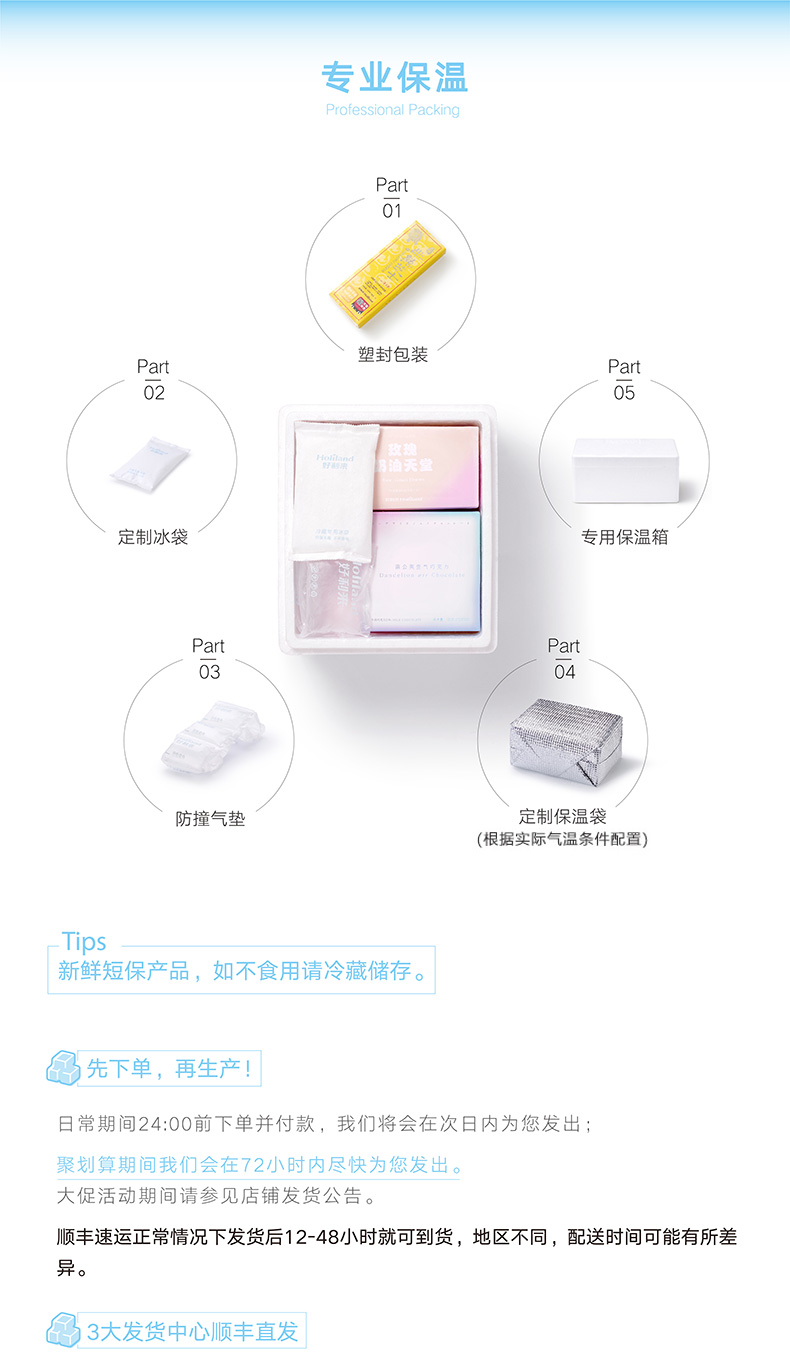 专业保温
Professional Packing
Part
01
塑封包装
Part
02
定制冰袋
Part
05
专用保温箱
Holiland
好利来
玫瑰
奶油天堂
Part
03
防撞气垫
Part
04
定制保温袋
(根据实际气温条件配置)
Tips
新鲜短保产品，如不食用请冷藏储存。
先下单，再生产！
日常期间24:00前下单并付款，我们将会在次日内为您发出；
聚划算期间我们会在72小时内尽快为您发出。
大促活动期间请参见店铺发货公告。
顺丰速运正常情况下发货后12-48小时就可到货，地区不同，配送时间可能有所差
异。
3大发货中心顺丰直发